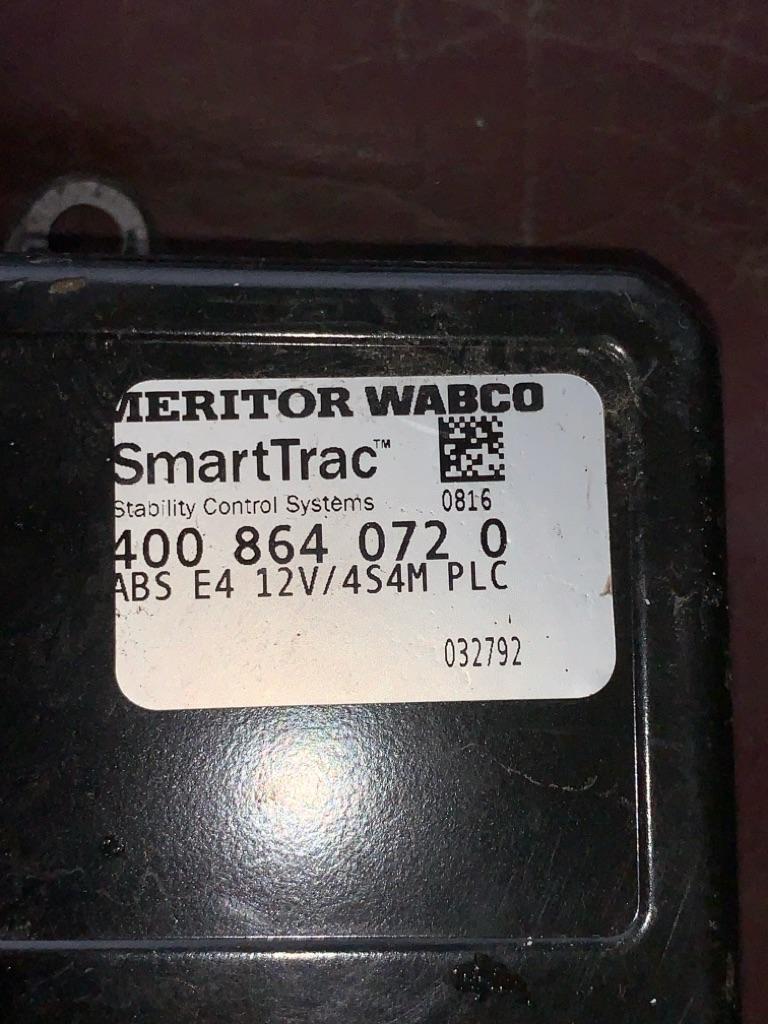 MERITOR WABCO
SmartTrac™
Stability Control Systems
0816
400 864 072 0
ABS E4 12V/4S4M PLC
032792